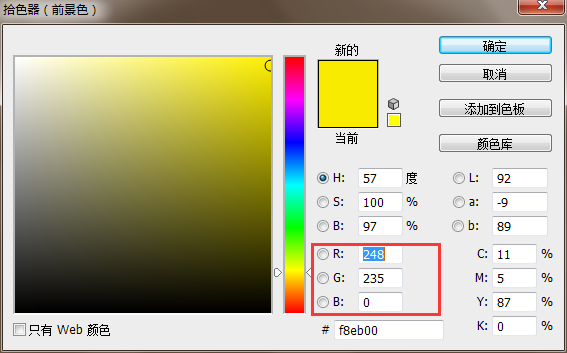 拾色器（前景色）
新的
当前
确定
取消
添加到色板
颜色库
H: 57 度
S: 100 %
B: 97 %
R: 248
G: 235
B: 0
L: 92
a: -9
b: 89
C: 11 %
M: 5 %
Y: 87 %
K: 0 %
只有 Web 颜色
# f8eb00